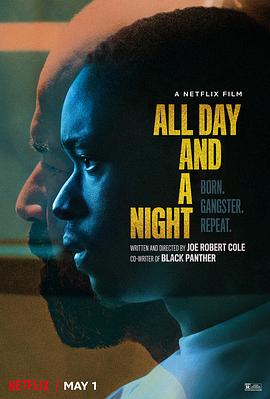 A NETFLIX FILM
ALL DAY
AND
A
NIGHT
BORN.
GANGSTER.
REPEAT.
WRITTEN AND DIRECTED BY JOE ROBERT COLE
CO-WRITER OF BLACK PANTHER
NETFLIX | MAY 1
R